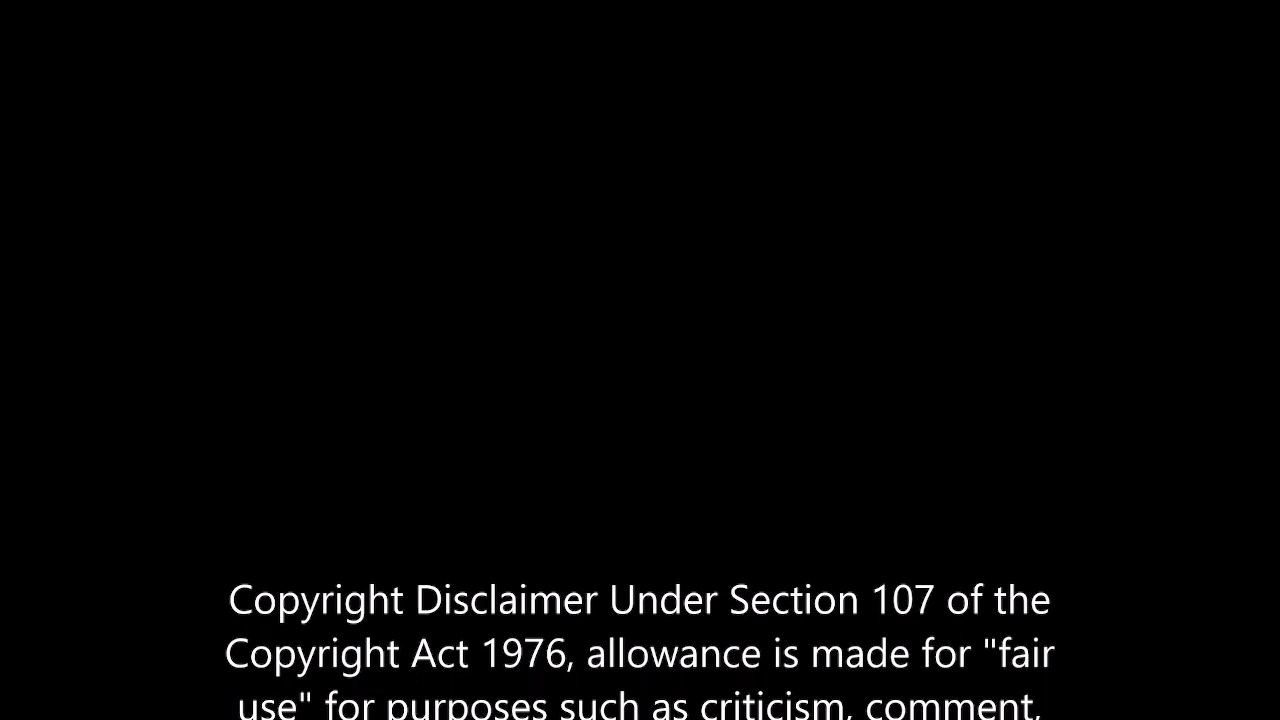 Copyright Disclaimer Under Section 107 of the
Copyright Act 1976, allowance is made for "fair
use" for purposes such as criticism, comment,